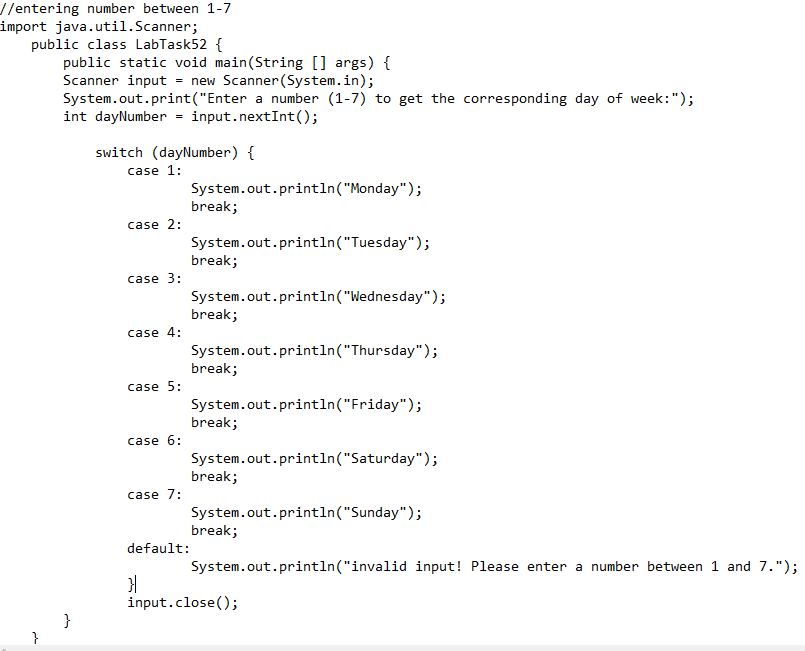 //entering number between 1-7
import java.util.Scanner;
    public class LabTask52 {
        public static void main(String [] args) {
        Scanner input = new Scanner(System.in);
        System.out.print("Enter a number (1-7) to get the corresponding day of week:");
        int dayNumber = input.nextInt();

            switch (dayNumber) {
                case 1:
                        System.out.println("Monday");
                        break;
                case 2:
                        System.out.println("Tuesday");
                        break;
                case 3:
                        System.out.println("Wednesday");
                        break;
                case 4:
                        System.out.println("Thursday");
                        break;
                case 5:
                        System.out.println("Friday");
                        break;
                case 6:
                        System.out.println("Saturday");
                        break;
                case 7:
                        System.out.println("Sunday");
                        break;
                default:
                        System.out.println("invalid input! Please enter a number between 1 and 7.");
                }
                input.close();
        }
    }